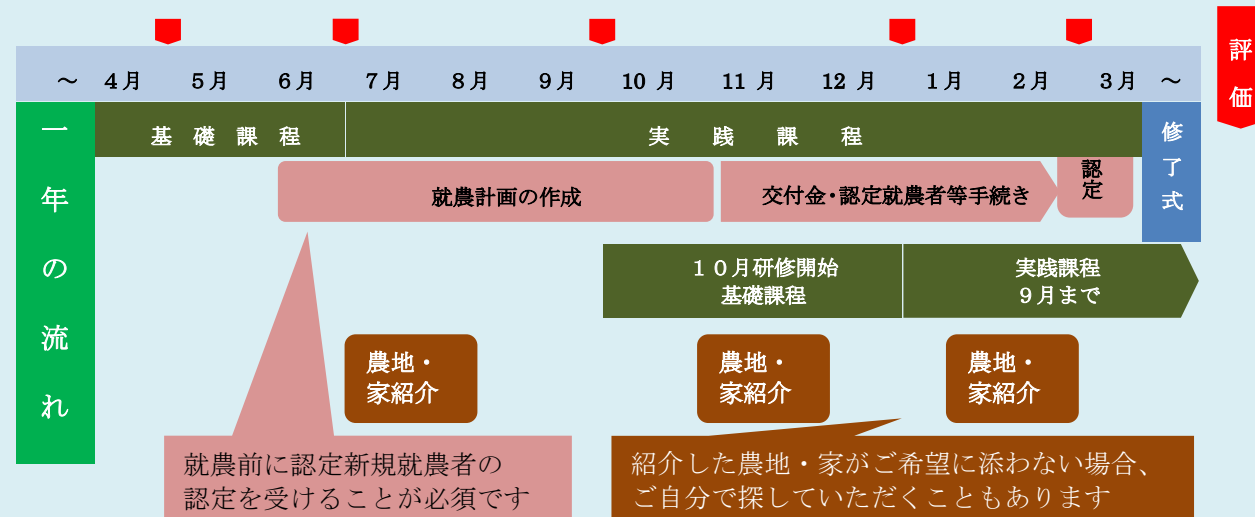 評価
～ 4月 5月 6月 7月 8月 9月 10 月 11 月 12 月 1月 2月 3月 ～
一年の流れ
基 礎 課 程
実 践 課 程
修了式
就農計画の作成
交付金・認定就農者等手続き
認定
１０月研修開始
基礎課程
実践課程
９月まで
農地・
家紹介
農地・
家紹介
農地・
家紹介
就農前に認定新規就農者の
認定を受けることが必須です
紹介した農地・家がご希望に添わない場合、
ご自分で探していただくこともあります